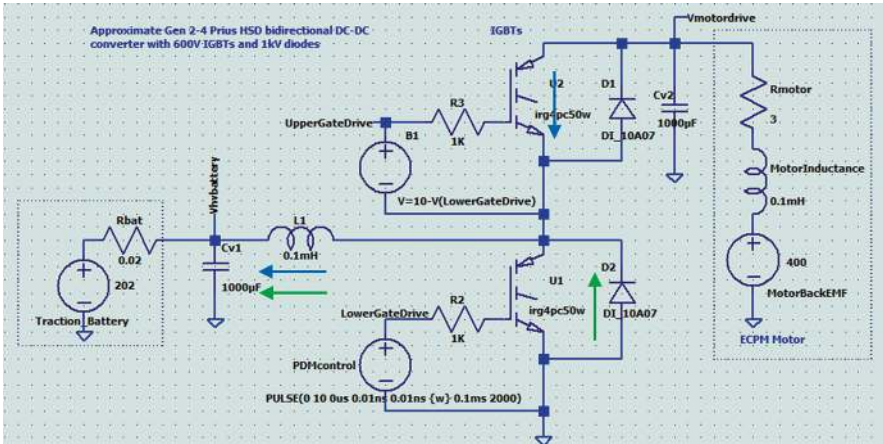 Approximate Gen 2-4 Prius HSD bidirectional DC-DC
converter with 600V IGBTs and 1kV diodes
IGBTs
Vmotordrive
U2
D1
Cv2
Rmotor
R3
irg4pc50w
3
UpperGateDrive
B1
1K
DI_10A07
1000µF
MotorInductance
V=10-V(LowerGateDrive)
0.1mH
Vhvbattery
Rbat
L1
0.02
Cv1
0.1mH
D2
400
202
1000µF
U1
MotorBackEMF
R2
LowerGateDrive
irg4pc50w
DI_10A07
Traction_Battery
1K
ECPM Motor
PDMcontrol
PULSE(0 10 0us 0.01ns 0.01ns {w} 0.1ms 2000)